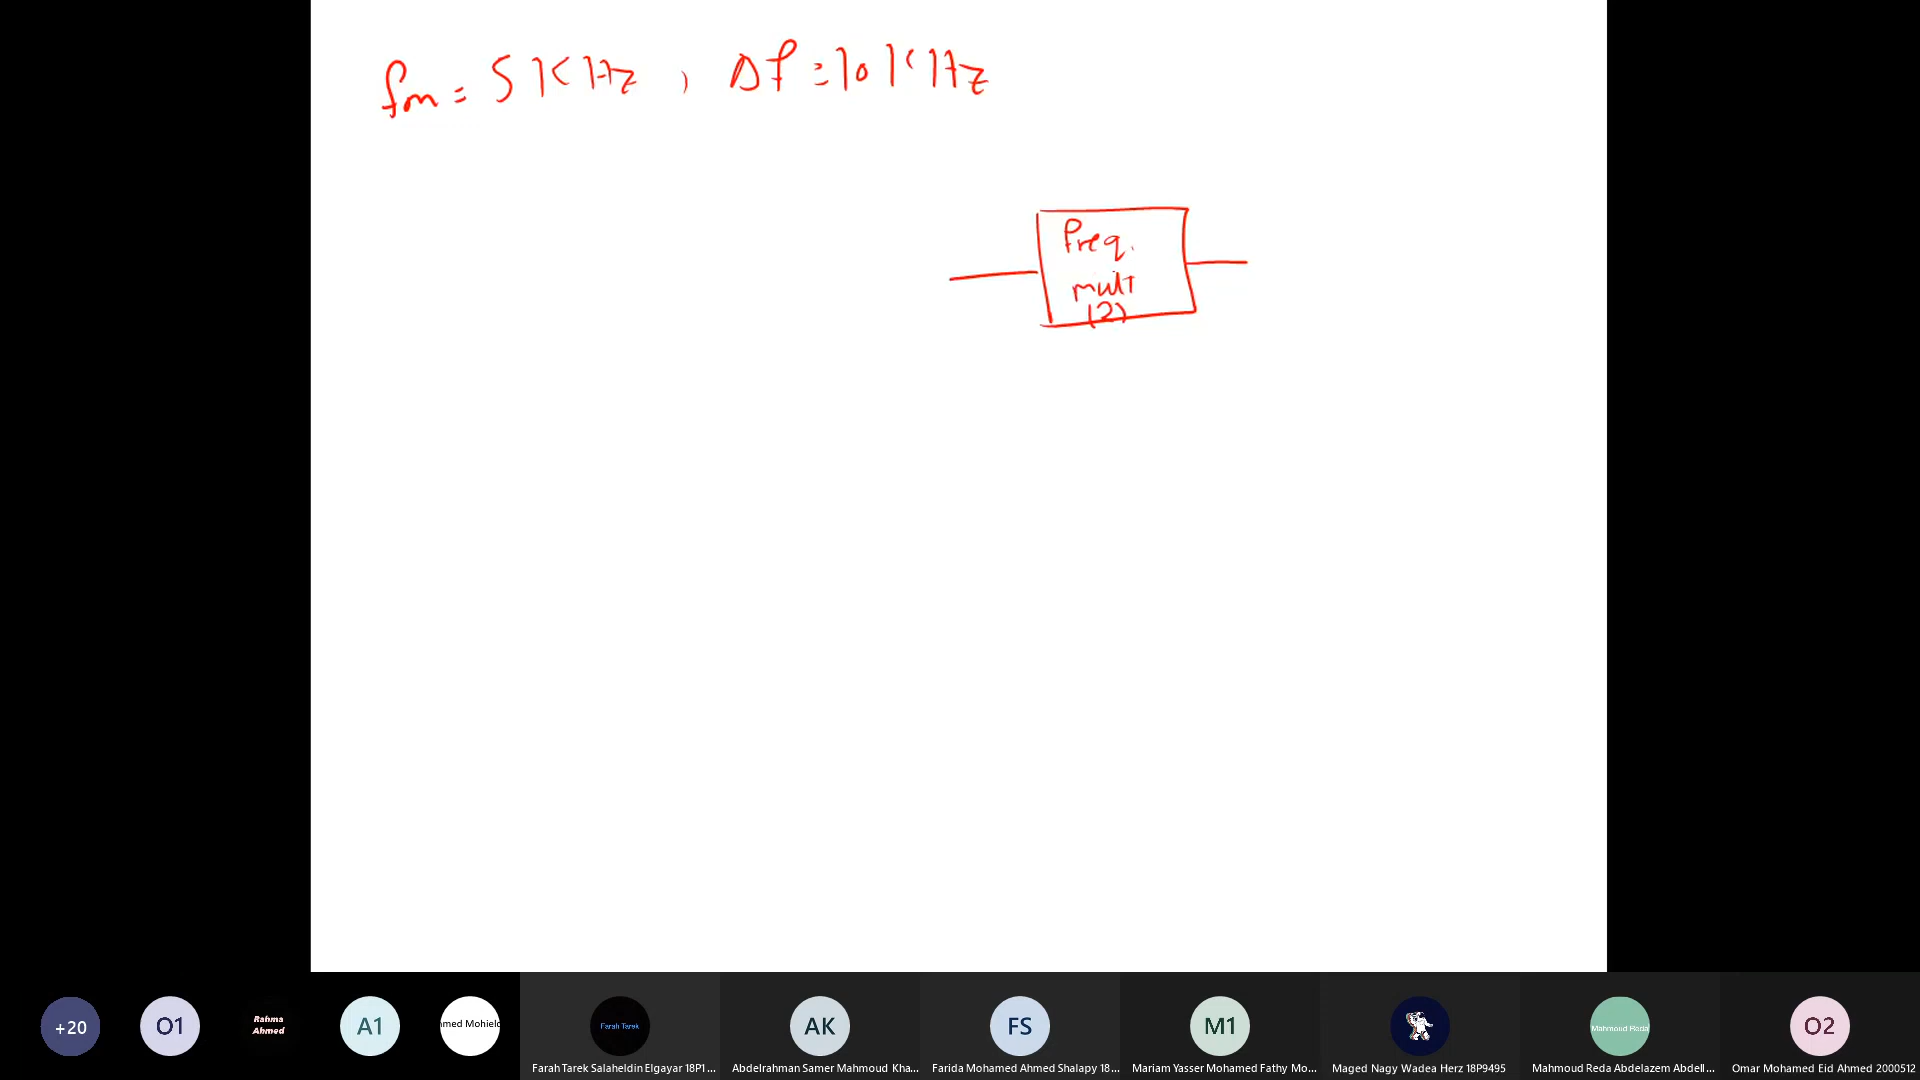 fm = 5 KHz , Δf = 10 KHz
Freq.
mult
(2)
+20
O1
Rahma
Ahmed
A1
AK
FS
M1
O2
Farah Tarek
Mahmoud Reda
Farah Tarek Salaheldin Elgayar 18P1...
Abdelrahman Samer Mahmoud Kha...
Farida Mohamed Ahmed Shalapy 18...
Mariam Yasser Mohamed Fathy Mo...
Maged Nagy Wadea Herz 18P9495
Mahmoud Reda Abdelazem Abdell...
Omar Mohamed Eid Ahmed 2000512